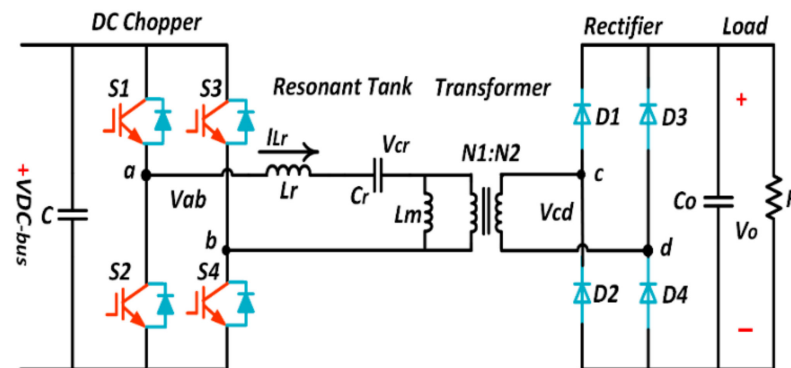 DC Chopper
Rectifier
Load
S1
S3
Resonant Tank
Transformer
D1
D3
+
ILr
Vcr
N1:N2
a
c
+VDC-bus
C
Vab
Lr
Cr
Lm
Vcd
Co
Vo
b
d
S2
S4
D2
D4
−